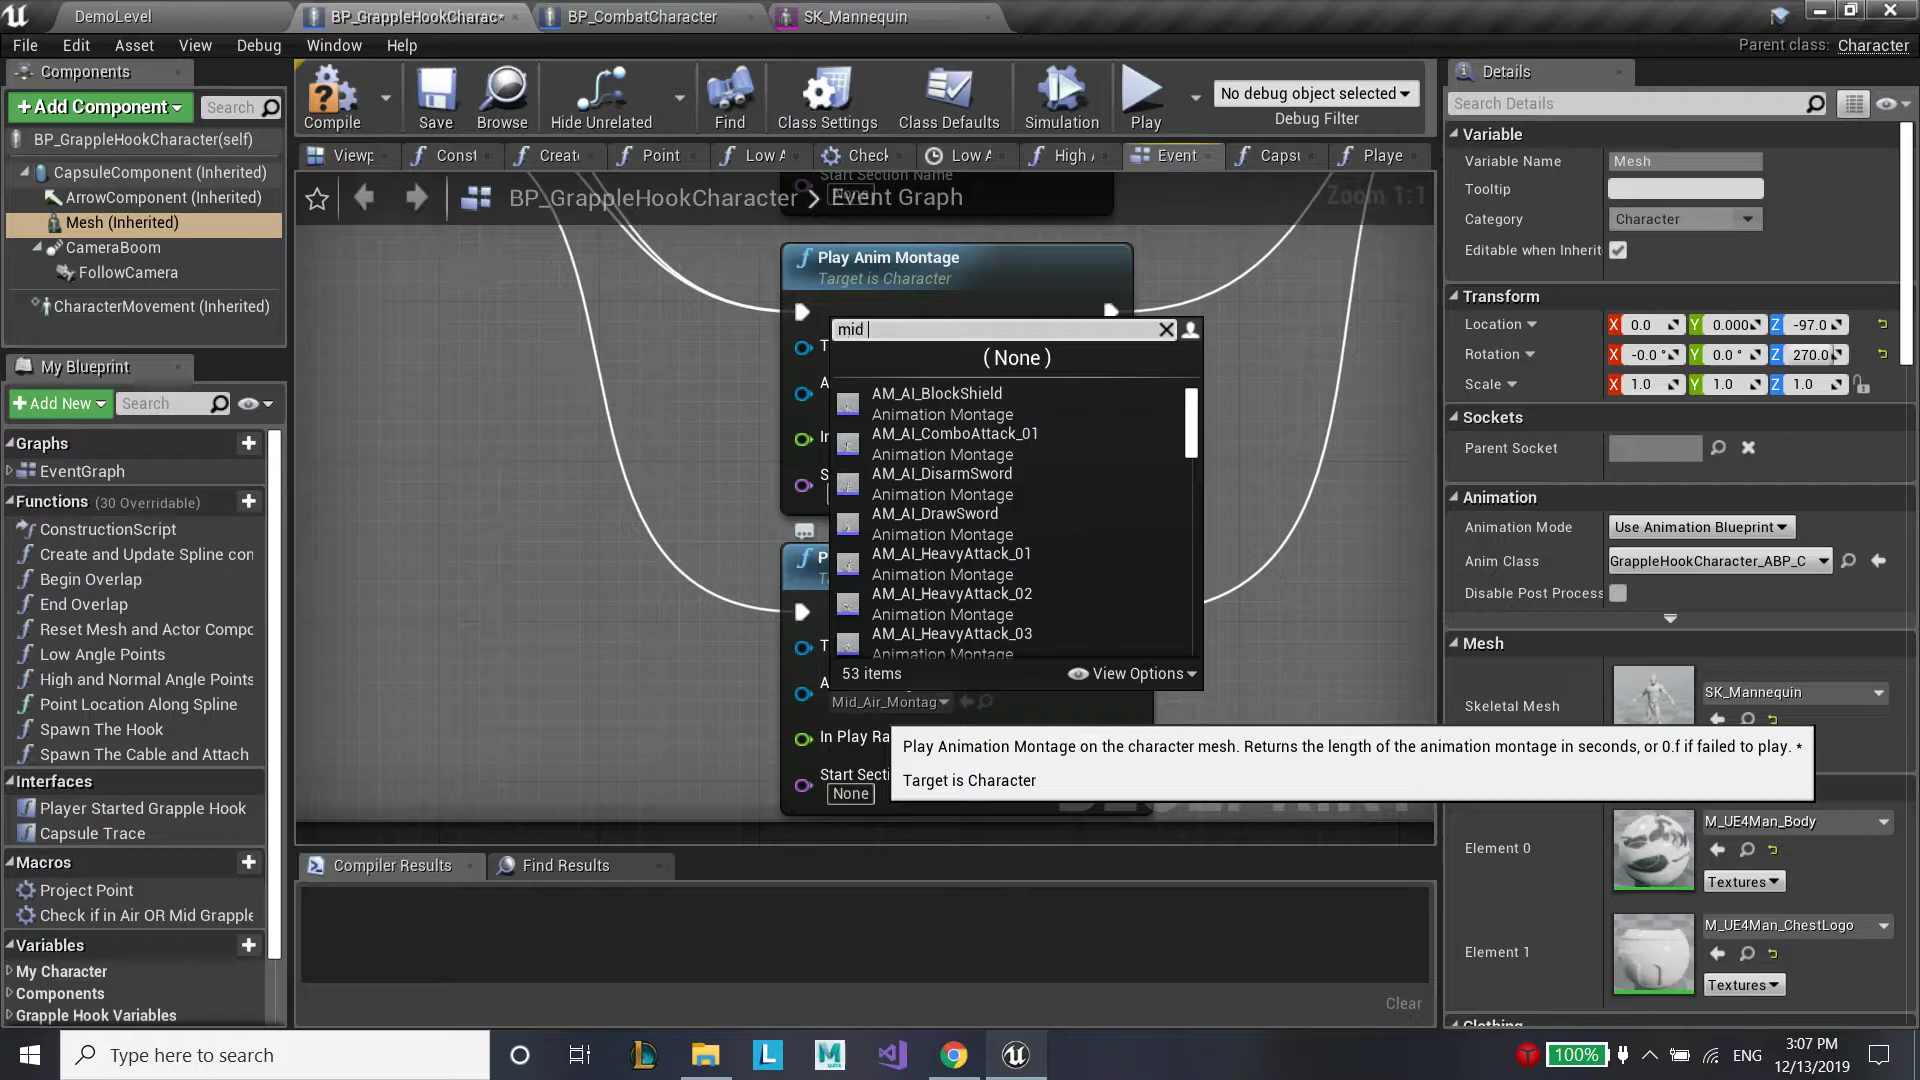 DemoLevel
BP_GrappleHookCharac*
BP_CombatCharacter
SK_Mannequin
File
Edit
Asset
View
Debug
Window
Help
Parent class: Character
Components
+Add Component
Search
BP_GrappleHookCharacter(self)
CapsuleComponent (Inherited)
ArrowComponent (Inherited)
Mesh (Inherited)
CameraBoom
FollowCamera
CharacterMovement (Inherited)
My Blueprint
+Add New
Search
Graphs
EventGraph
Functions (30 Overridable)
ConstructionScript
Create and Update Spline con
Begin Overlap
End Overlap
Reset Mesh and Actor Compo
Low Angle Points
High and Normal Angle Points
Point Location Along Spline
Spawn The Hook
Spawn The Cable and Attach
Interfaces
Player Started Grapple Hook
Capsule Trace
Macros
Project Point
Check if in Air OR Mid Grapple
Variables
My Character
Components
Grapple Hook Variables
Compile
Save
Browse
Hide Unrelated
Find
Class Settings
Class Defaults
Simulation
Play
No debug object selected
Debug Filter
Viewp
Const
Create
Point
Low A
Check
Low A
High A
Event
Capsu
Playe
BP_GrappleHookCharacter > Event Graph
Zoom 1:1
Start Section Name
None
Play Anim Montage
Target is Character
T
A
In
S
mid
( None )
AM_AI_BlockShield
Animation Montage
AM_AI_ComboAttack_01
Animation Montage
AM_AI_DisarmSword
Animation Montage
AM_AI_DrawSword
Animation Montage
AM_AI_HeavyAttack_01
Animation Montage
AM_AI_HeavyAttack_02
Animation Montage
AM_AI_HeavyAttack_03
Animation Montage
53 items
View Options
P
T
T
A
Mid_Air_Montag
In Play Ra
Start Secti
None
Play Animation Montage on the character mesh. Returns the length of the animation montage in seconds, or 0.f if failed to play. *
Target is Character
BLUEPRINT
Compiler Results
Find Results
Clear
Details
Search Details
Variable
Variable Name
Mesh
Tooltip
Category
Character
Editable when Inherit
Transform
Location X 0.0 Y 0.000 Z -97.0
Rotation X -0.0 ° Y 0.0 ° Z 270.0
Scale X 1.0 Y 1.0 Z 1.0
Sockets
Parent Socket
Animation
Animation Mode
Use Animation Blueprint
Anim Class
GrappleHookCharacter_ABP_C
Disable Post Process
Mesh
Skeletal Mesh
SK_Mannequin
Element 0
M_UE4Man_Body
Textures
Element 1
M_UE4Man_ChestLogo
Textures
Clothing
Type here to search
L
M
100%
ENG
3:07 PM
12/13/2019